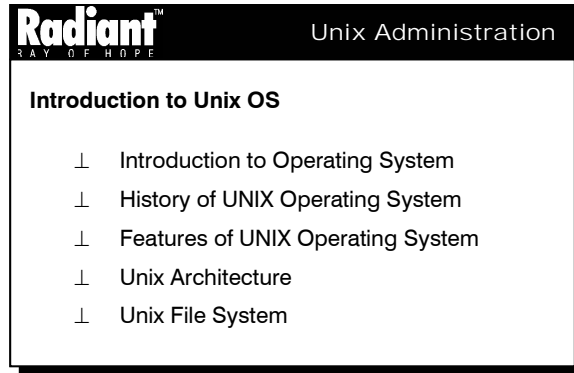 Radiant™ Unix Administration
RAY OF HOPE
Introduction to Unix OS
⊥ Introduction to Operating System
⊥ History of UNIX Operating System
⊥ Features of UNIX Operating System
⊥ Unix Architecture
⊥ Unix File System